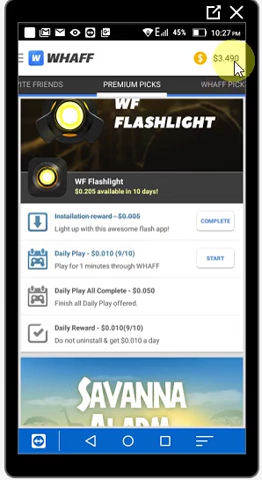 45% 10:27 PM
W WHAFF $ $3.490
ITE FRIENDS PREMIUM PICKS WHAFF PICK
WF
FLASHLIGHT
WF Flashlight
$0.205 available in 10 days!
Installation reward - $0.005
Light up with this awesome flash app!
COMPLETE
Daily Play - $0.010 (9/10)
Play for 1 minutes through WHAFF
START
Daily Play All Complete - $0.050
Finish all Daily Play offered.
Daily Reward - $0.010(9/10)
Do not uninstall & get $0.010 a day
SAVANNA
ALARM